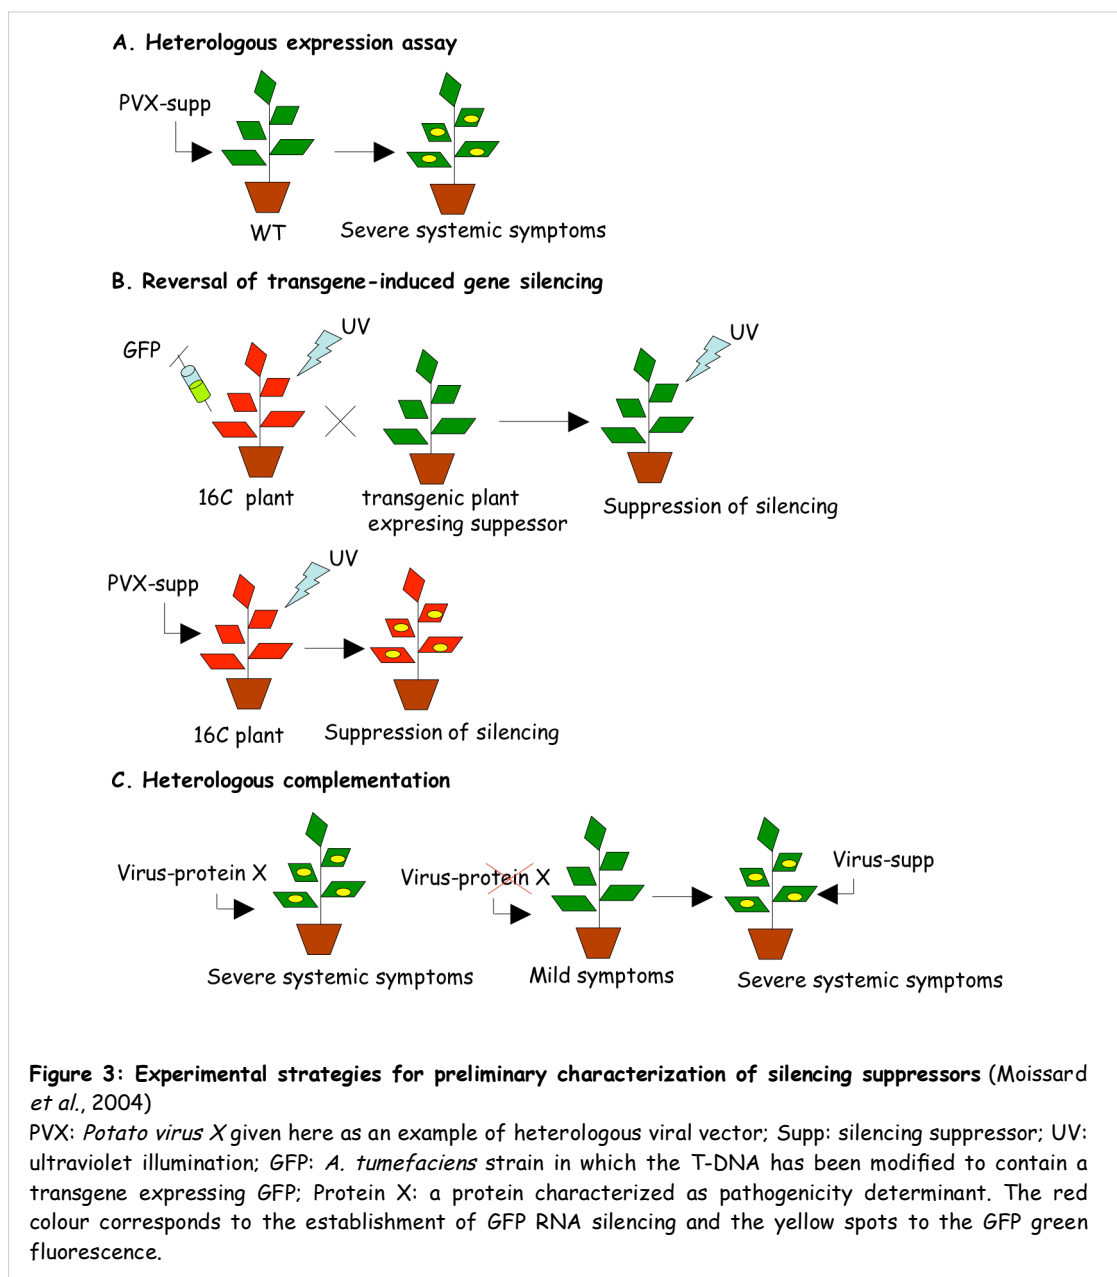 A. Heterologous expression assay
PVX-supp
WT
Severe systemic symptoms
B. Reversal of transgene-induced gene silencing
GFP
UV
UV
16C plant
transgenic plant
expresing suppessor
Suppression of silencing
PVX-supp
UV
16C plant
Suppression of silencing
C. Heterologous complementation
Virus-protein X
Severe systemic symptoms
Virus-protein X
Mild symptoms
Virus-supp
Severe systemic symptoms
Figure 3: Experimental strategies for preliminary characterization of silencing suppressors (Moissard
et al., 2004)
PVX: Potato virus X given here as an example of heterologous viral vector; Supp: silencing suppressor; UV:
ultraviolet illumination; GFP: A. tumefaciens strain in which the T-DNA has been modified to contain a
transgene expressing GFP; Protein X: a protein characterized as pathogenicity determinant. The red
colour corresponds to the establishment of GFP RNA silencing and the yellow spots to the GFP green
fluorescence.